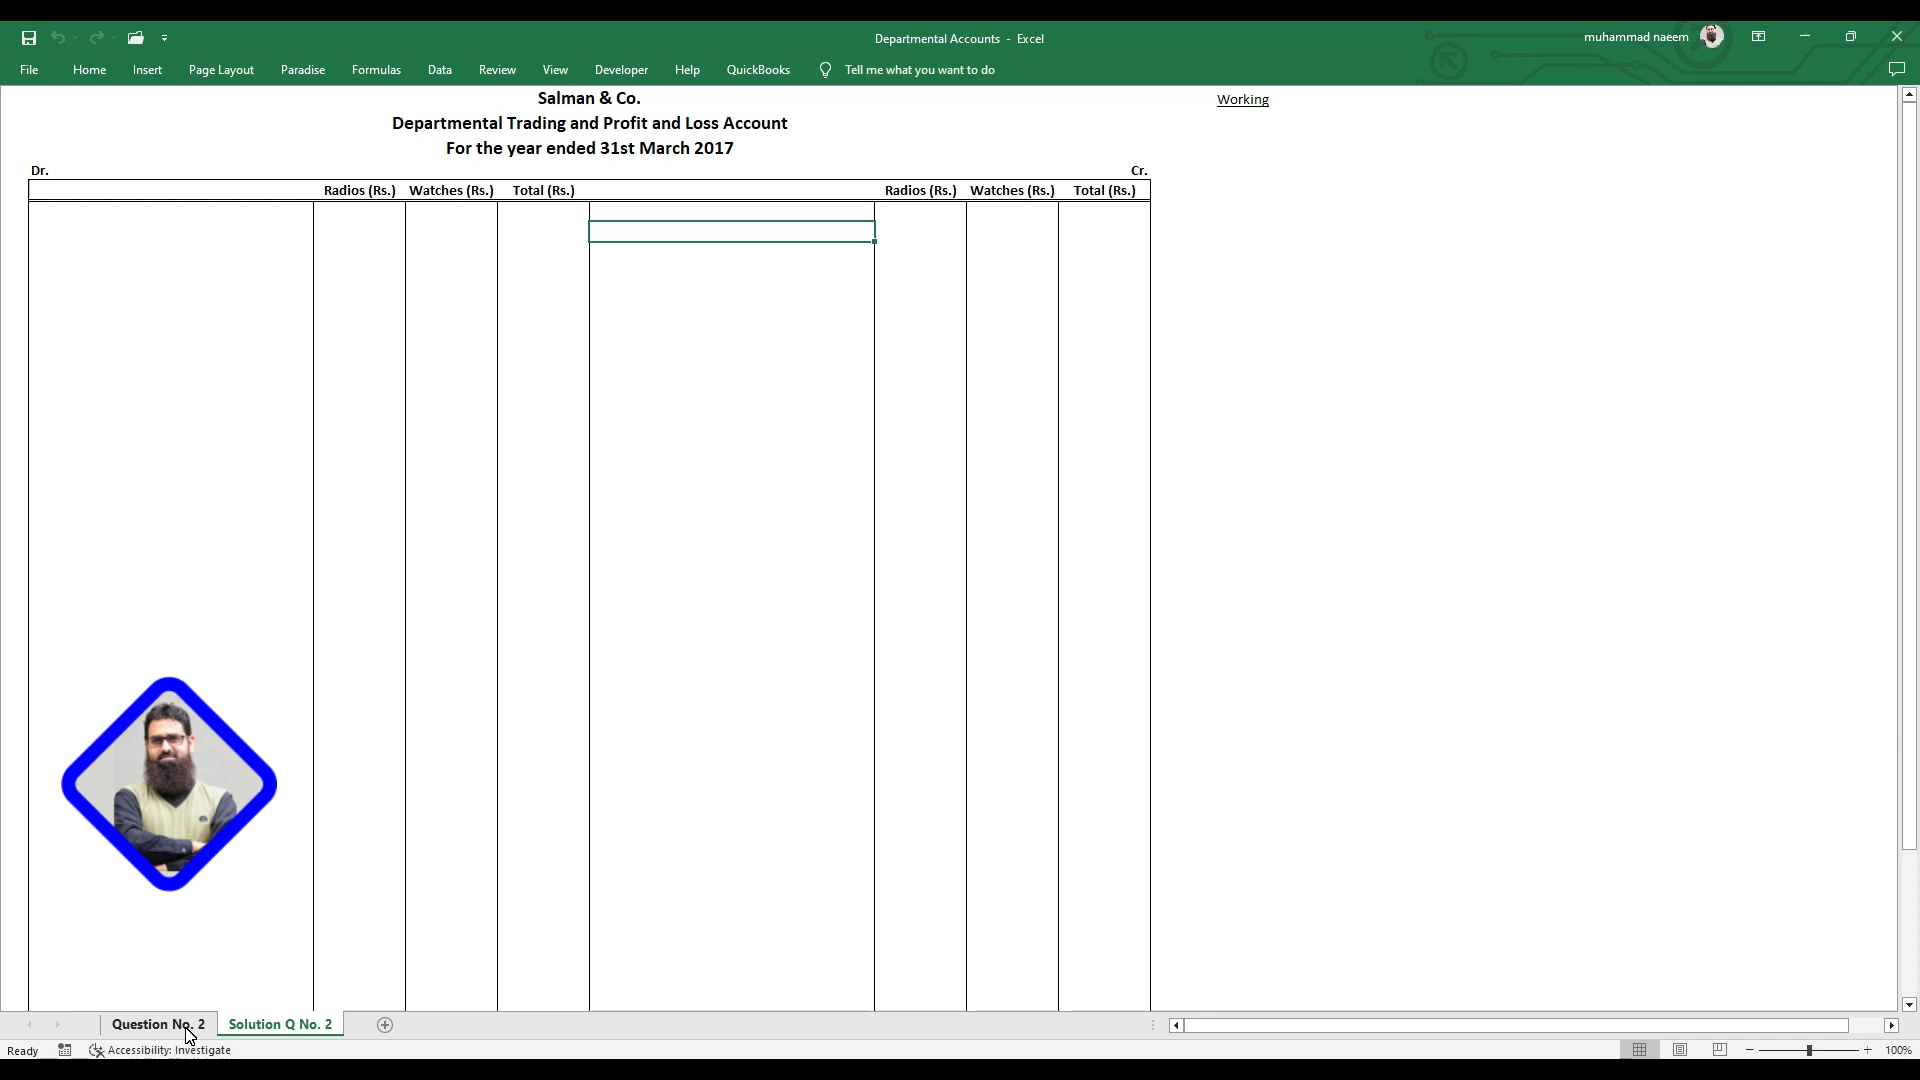 Departmental Accounts - Excel
muhammad naeem
File Home Insert Page Layout Paradise Formulas Data Review View Developer Help QuickBooks Tell me what you want to do
Salman & Co.
Working
Departmental Trading and Profit and Loss Account
For the year ended 31st March 2017
Dr. Cr.
Radios (Rs.) Watches (Rs.) Total (Rs.) Radios (Rs.) Watches (Rs.) Total (Rs.)
Question No. 2 Solution Q No. 2
Ready Accessibility: Investigate 100%